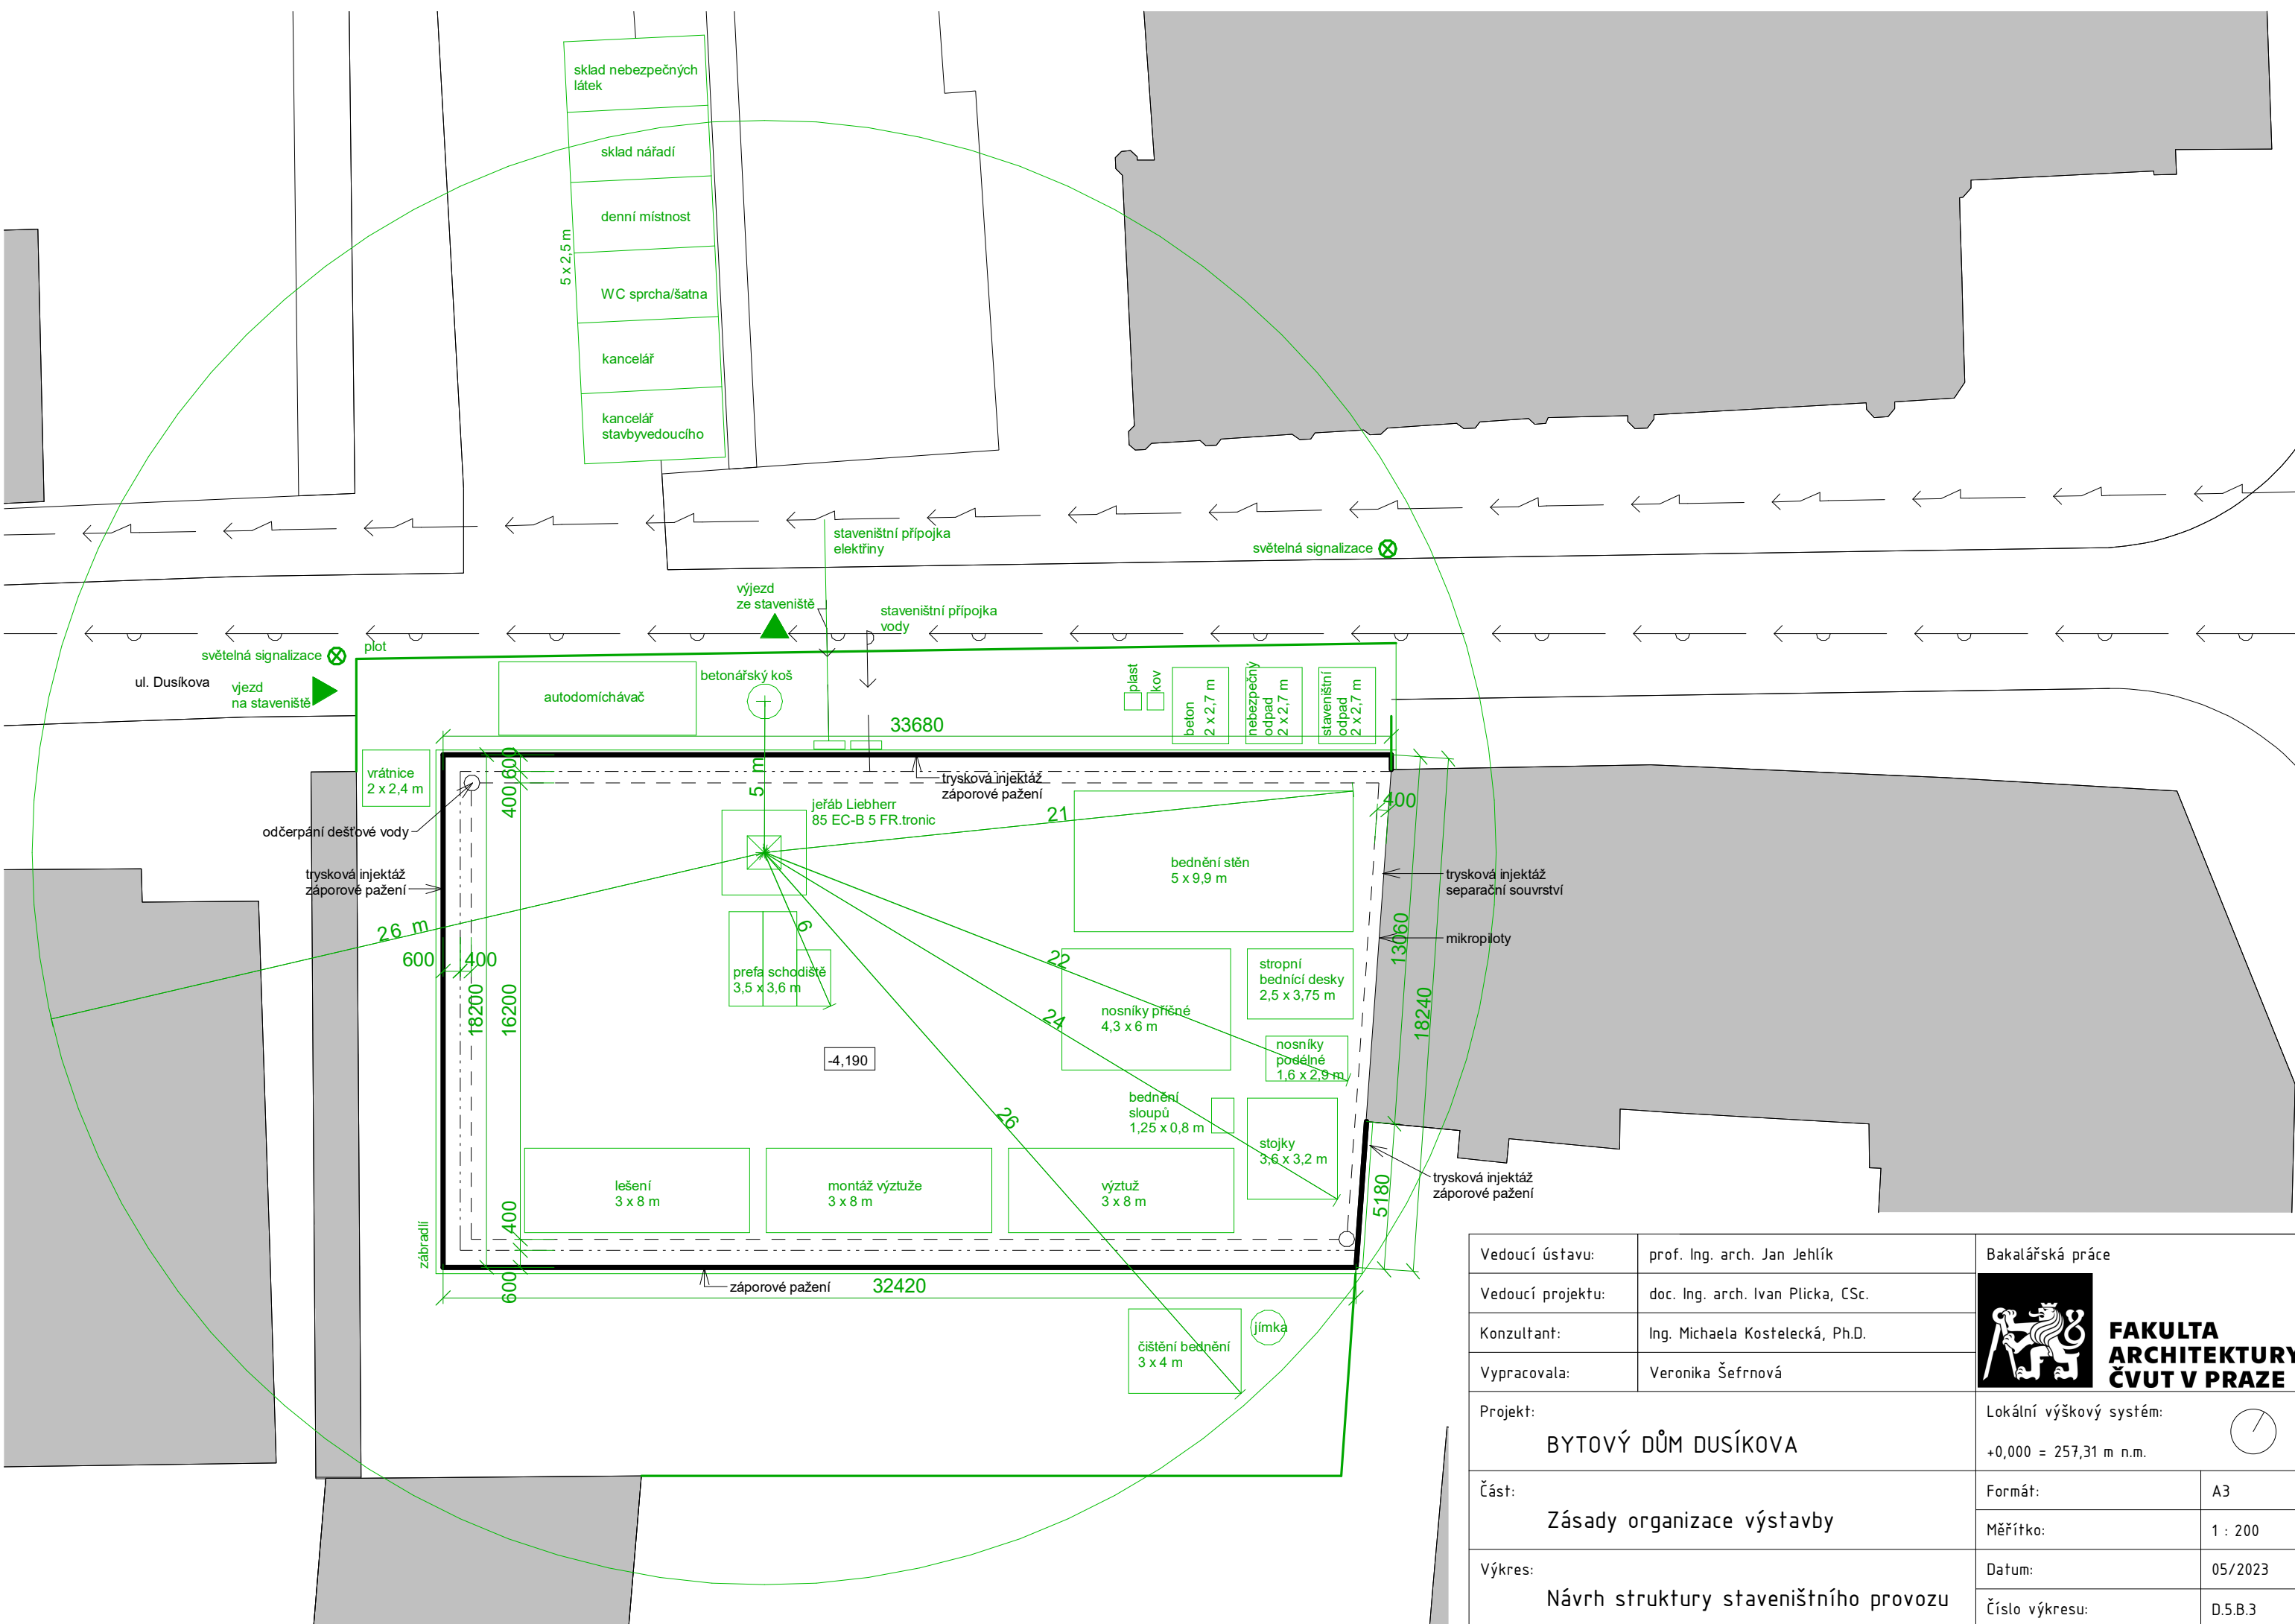 sklad nebezpečných
látek
sklad nářadí
denní místnost
5 x 2,5 m
WC sprcha/šatna
kancelář
kancelář
stavbyvedoucího
staveništní přípojka
elektřiny
světelná signalizace
výjezd
ze staveniště
staveništní přípojka
vody
plot
světelná signalizace
ul. Dusíkova
vjezd
na staveniště
autodomíchávač
betonářský koš
plast
kov
beton
2 x 2,7 m
nebezpečný
odpad
2 x 2,7 m
staveništní
odpad
2 x 2,7 m
33680
vrátnice
2 x 2,4 m
600
400
5 m
trysková injektáž
záporové pažení
jeřáb Liebherr
85 EC-B 5 FR.tronic
21
400
odčerpání dešťové vody
bednění stěn
5 x 9,9 m
trysková injektáž
záporové pažení
trysková injektáž
separační souvrství
26 m
6
13060
mikropiloty
600
400
22
prefa schodiště
3,5 x 3,6 m
stropní
bednící desky
2,5 x 3,75 m
18200
16200
nosníky příčné
4,3 x 6 m
24
18240
nosníky
podélné
1,6 x 2,9 m
-4,190
26
bednění
sloupů
1,25 x 0,8 m
stojky
3,6 x 3,2 m
lešení
3 x 8 m
montáž výztuže
3 x 8 m
výztuž
3 x 8 m
trysková injektáž
záporové pažení
5180
zábradlí
400
600
záporové pažení
32420
čištění bednění
3 x 4 m
jímka
Vedoucí ústavu:
prof. Ing. arch. Jan Jehlík
Bakalářská práce
Vedoucí projektu:
doc. Ing. arch. Ivan Plicka, CSc.
Konzultant:
Ing. Michaela Kostelecká, Ph.D.
Vypracovala:
Veronika Šefrnová
FAKULTA
ARCHITEKTURY
ČVUT V PRAZE
Projekt:
BYTOVÝ DŮM DUSÍKOVA
Lokální výškový systém:
+0,000 = 257,31 m n.m.
Část:
Zásady organizace výstavby
Formát:
A3
Měřítko:
1 : 200
Výkres:
Návrh struktury staveništního provozu
Datum:
05/2023
Číslo výkresu:
D.5.B.3